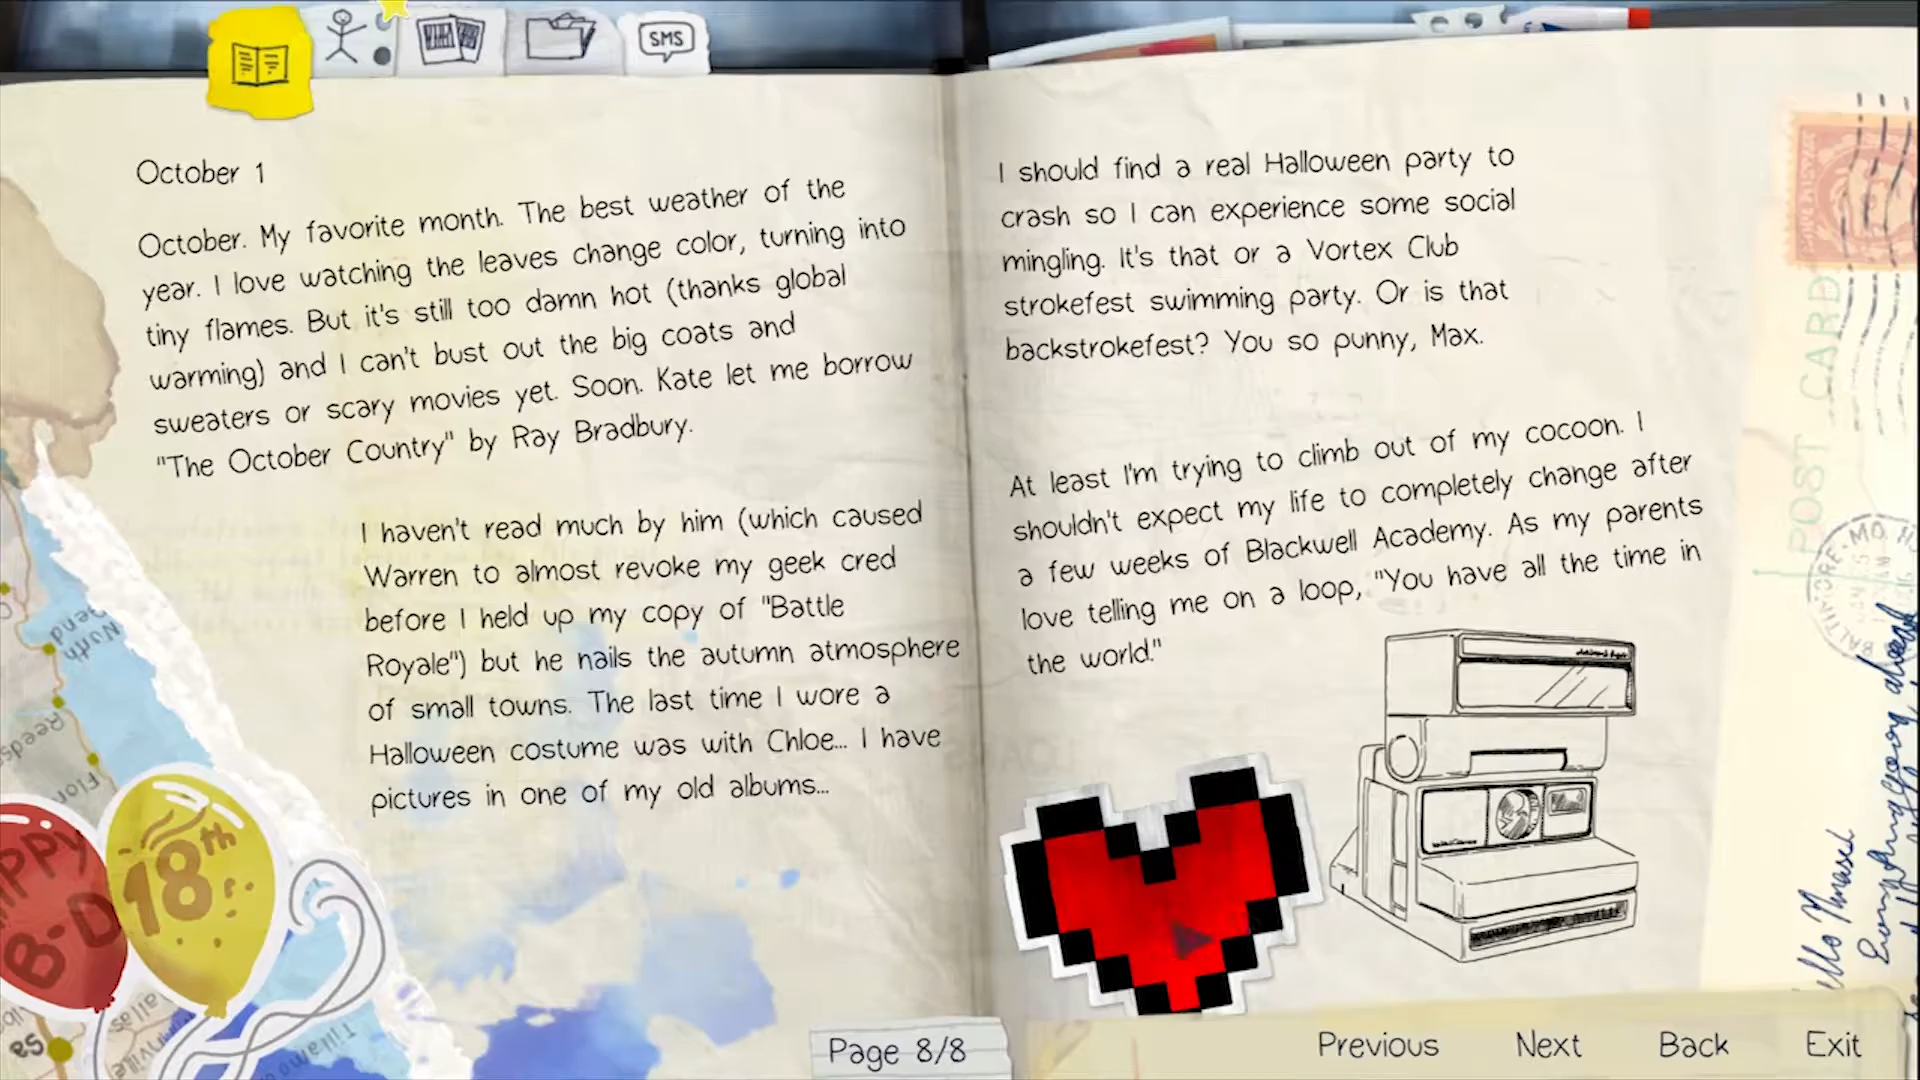 SMS
October 1
October. My favorite month. The best weather of the
year. I love watching the leaves change color, turning into
tiny flames. But it's still too damn hot (thanks global
warming) and I can't bust out the big coats and
sweaters or scary movies yet. Soon. Kate let me borrow
"The October Country" by Ray Bradbury.
I haven't read much by him (which caused
Warren to almost revoke my geek cred
before I held up my copy of "Battle
Royale") but he nails the autumn atmosphere
of small towns. The last time I wore a
Halloween costume was with Chloe... I have
pictures in one of my old albums...
I should find a real Halloween party to
crash so I can experience some social
mingling. It's that or a Vortex Club
strokefest swimming party. Or is that
backstrokefest? You so punny, Max.
At least I'm trying to climb out of my cocoon. I
shouldn't expect my life to completely change after
a few weeks of Blackwell Academy. As my parents
love telling me on a loop, "You have all the time in
the world."
POST CARD
BALTIMORE - MD.
North
Bend
B-D
18th
Page 8/8
Previous
Next
Back
Exit